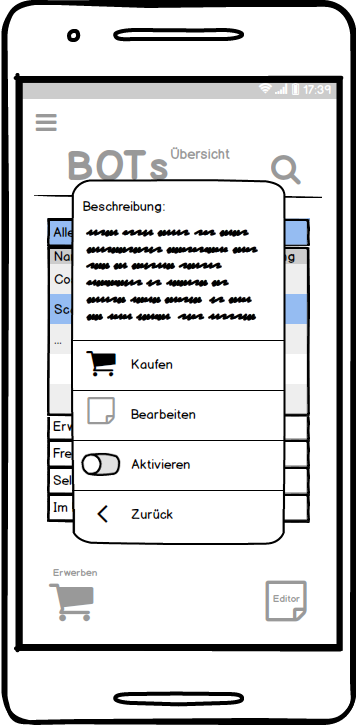 17:39
BOTs Übersicht
Beschreibung:
Kaufen
Bearbeiten
Aktivieren
Zurück
Alle
Na ng
Co
Sc
...
Erw
Fre
Sel
Im
Erwerben
Editor